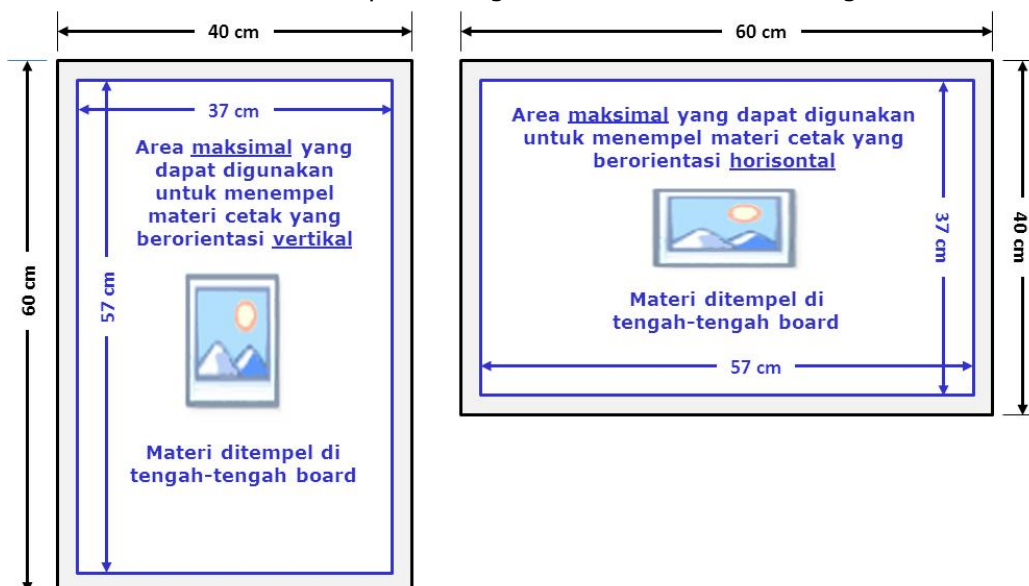 40 cm
60 cm
37 cm
57 cm
Area maksimal yang
dapat digunakan
untuk menempel
materi cetak yang
berorientasi vertikal
Materi ditempel di
tengah-tengah board
60 cm
40 cm
Area maksimal yang dapat digunakan
untuk menempel materi cetak yang
berorientasi horisontal
37 cm
Materi ditempel di
tengah-tengah board
57 cm